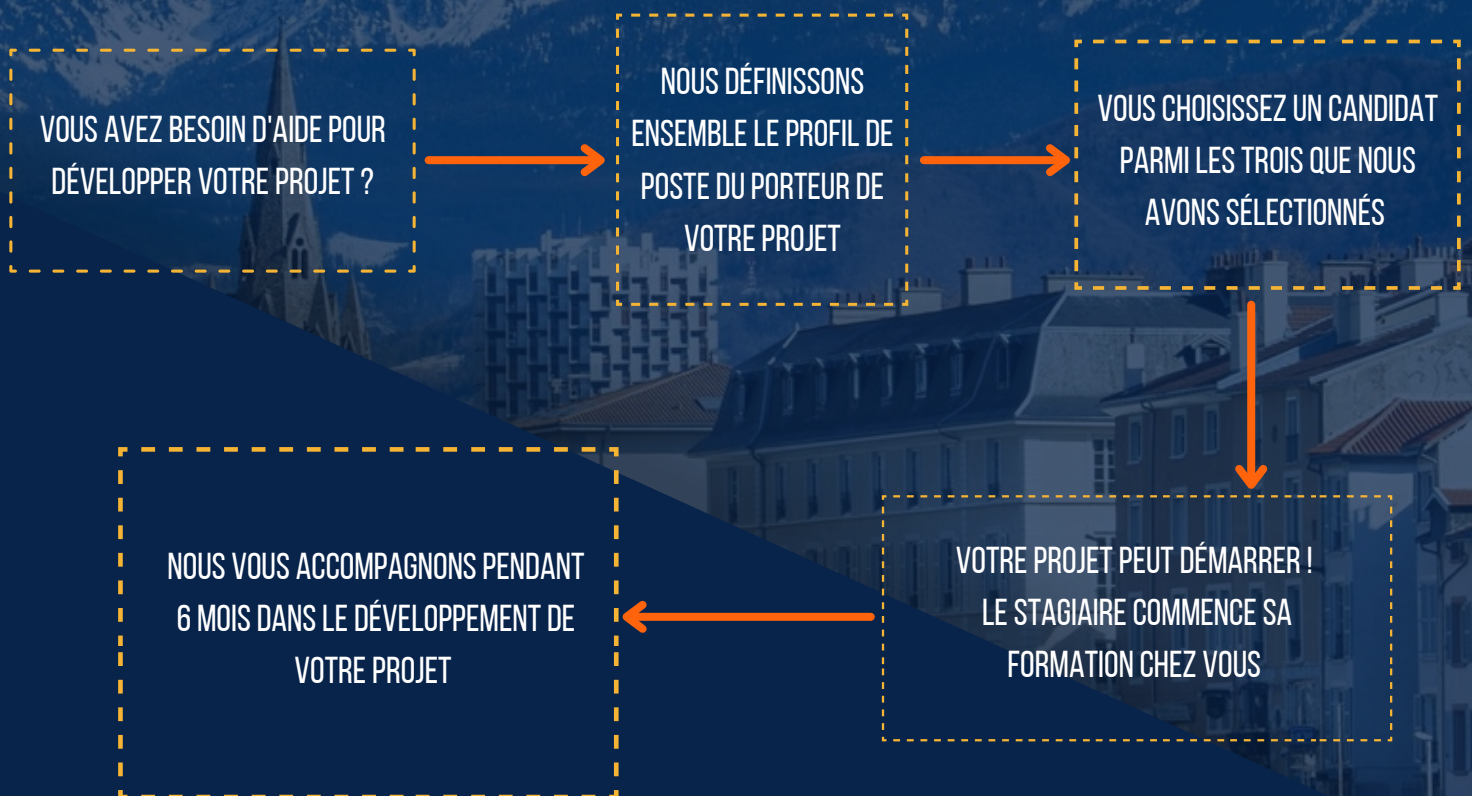 VOUS AVEZ BESOIN D'AIDE POUR
DÉVELOPPER VOTRE PROJET ?
NOUS DÉFINISSONS
ENSEMBLE LE PROFIL DE
POSTE DU PORTEUR DE
VOTRE PROJET
VOUS CHOISISSEZ UN CANDIDAT
PARMI LES TROIS QUE NOUS
AVONS SÉLECTIONNÉS
VOTRE PROJET PEUT DÉMARRER !
LE STAGIAIRE COMMENCE SA
FORMATION CHEZ VOUS
NOUS VOUS ACCOMPAGNONS PENDANT
6 MOIS DANS LE DÉVELOPPEMENT DE
VOTRE PROJET